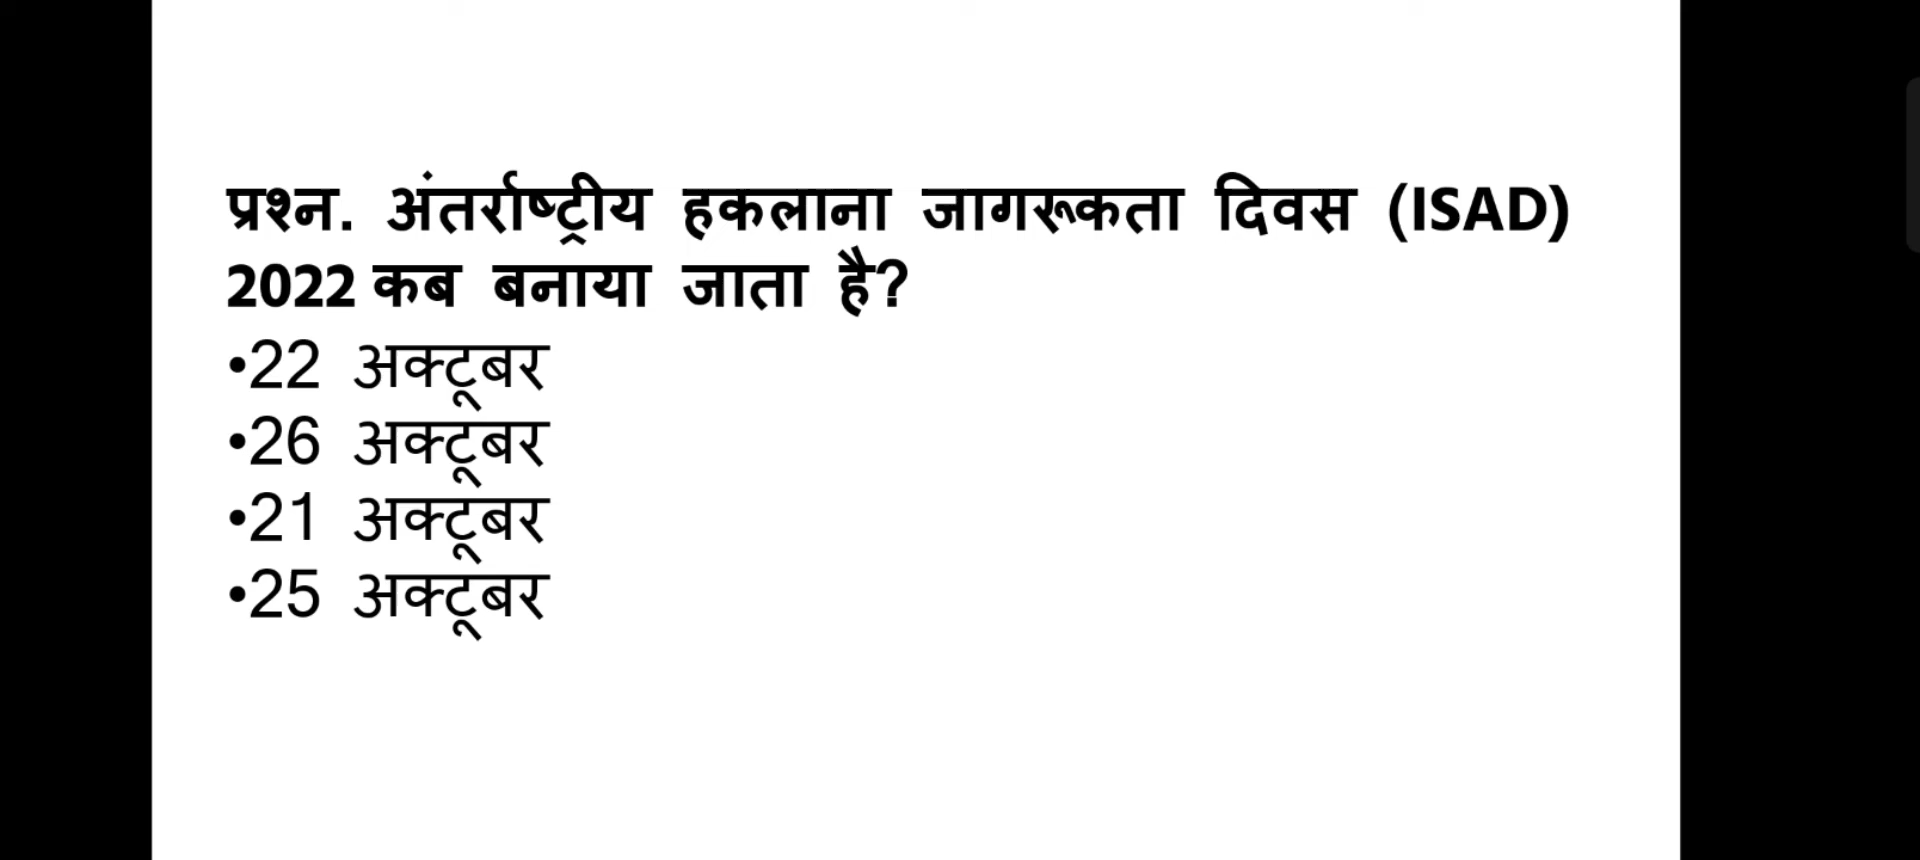 प्रश्न. अंतर्राष्ट्रीय हकलाना जागरूकता दिवस (ISAD)
2022 कब बनाया जाता है?
•22 अक्टूबर
•26 अक्टूबर
•21 अक्टूबर
•25 अक्टूबर